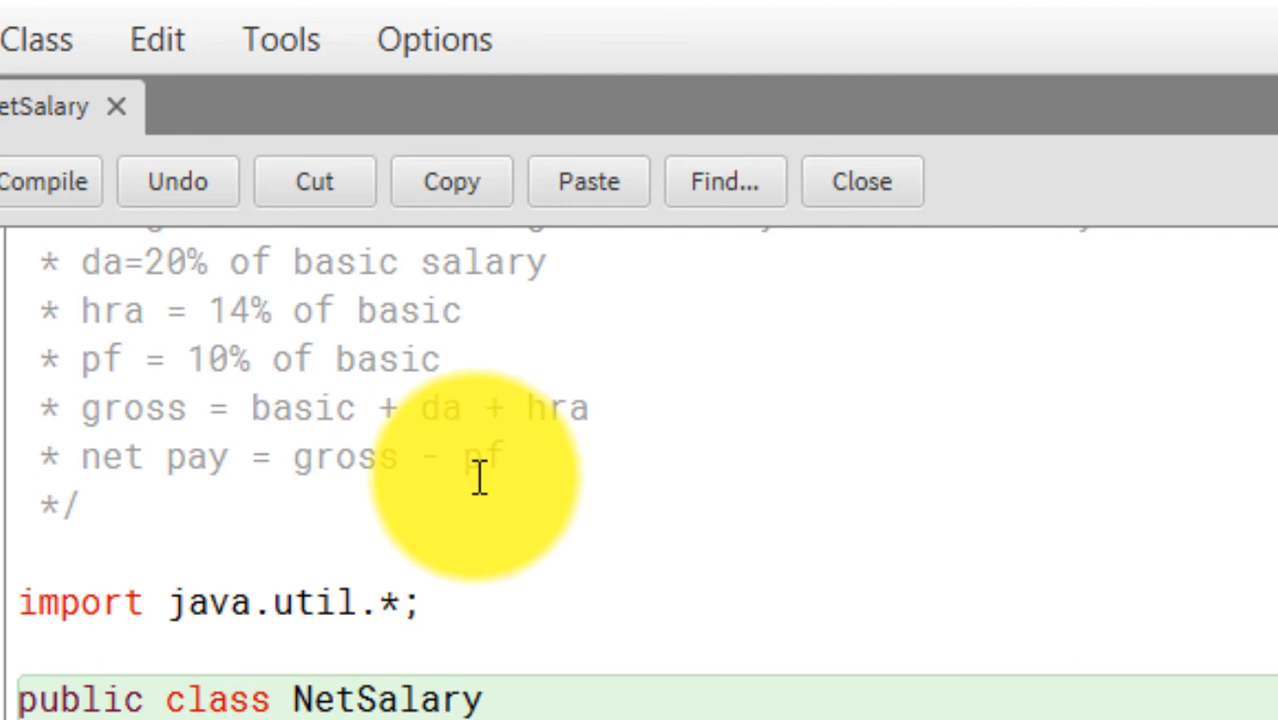 Class Edit Tools Options
etSalary ×
Compile Undo Cut Copy Paste Find... Close
* da=20% of basic salary
* hra = 14% of basic
* pf = 10% of basic
* gross = basic + da + hra
* net pay = gross - pf
*/
import java.util.*;
public class NetSalary